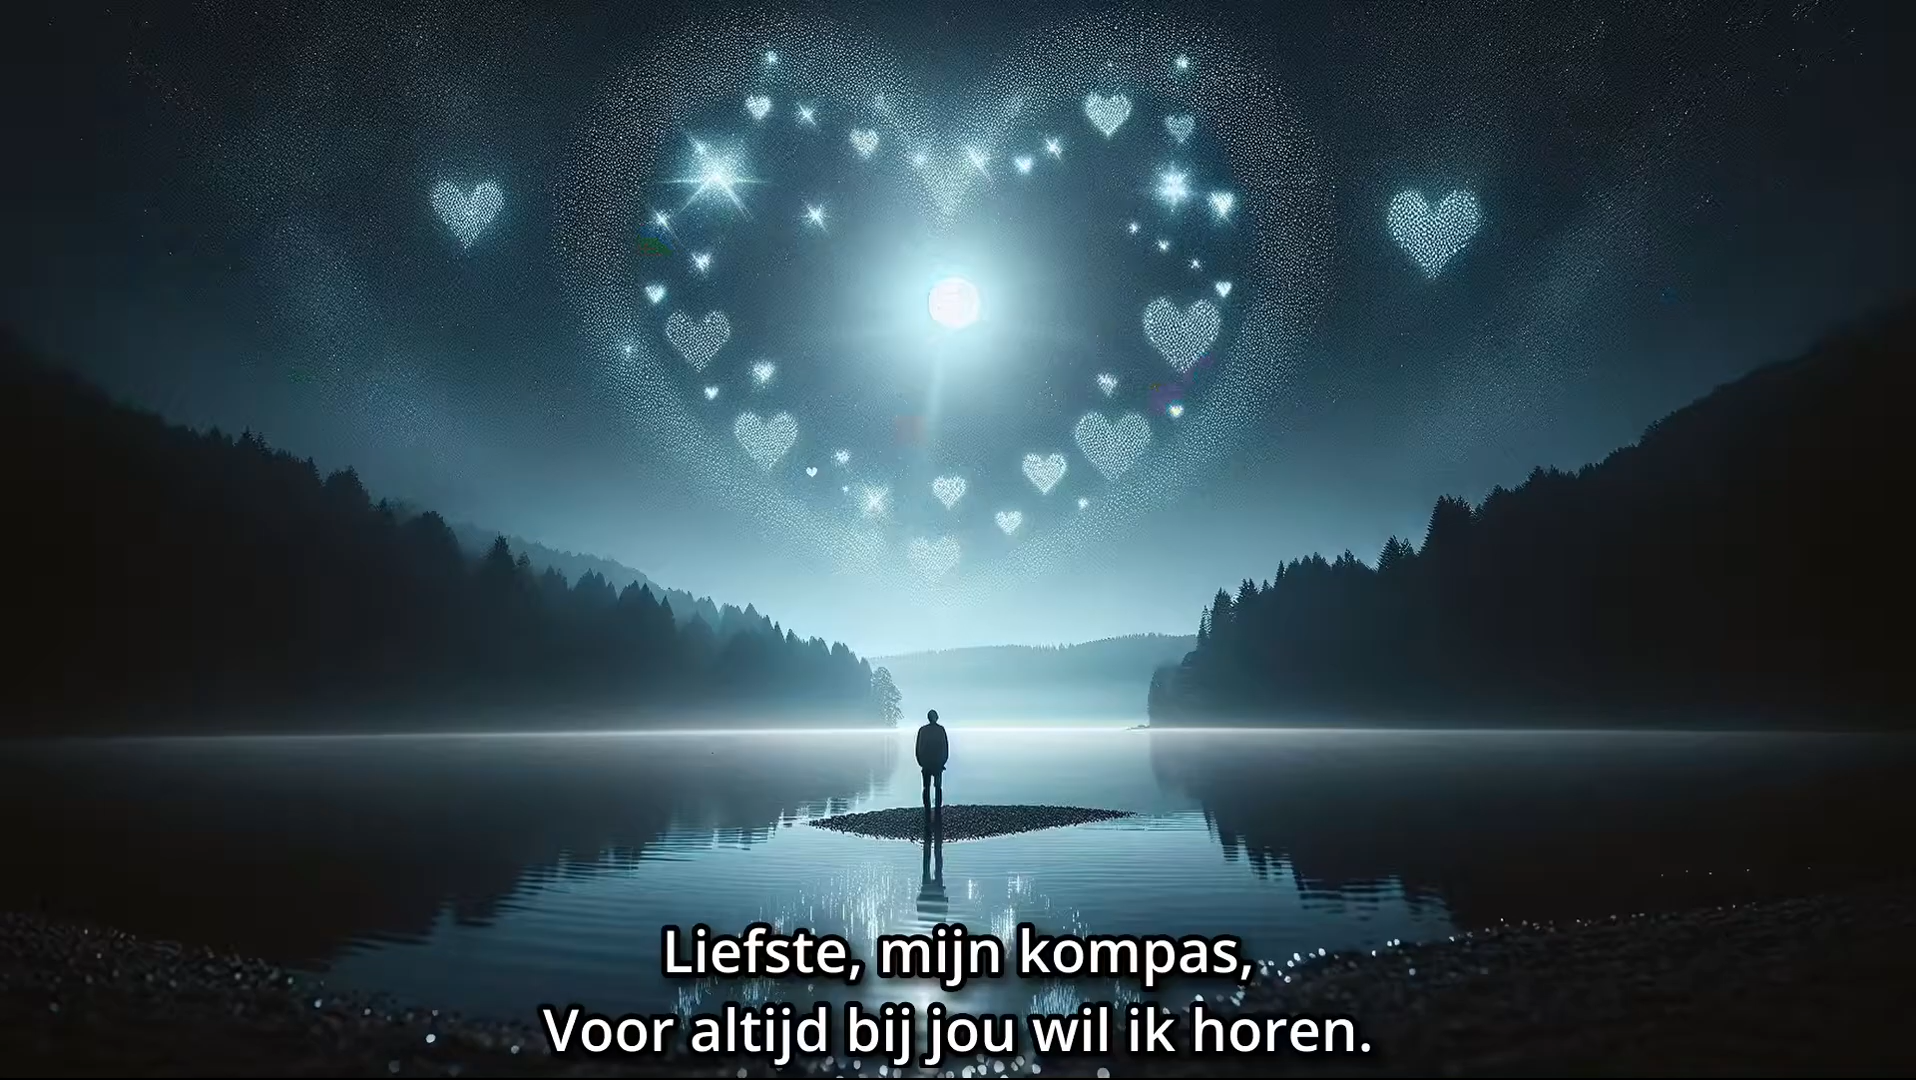 Liefste, mijn kompas,
Voor altijd bij jou wil ik horen.